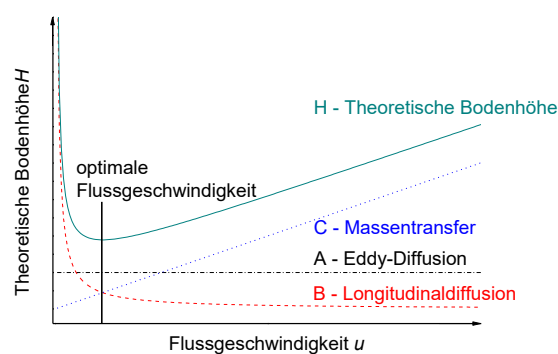 H - Theoretische Bodenhöhe
optimale
Flussgeschwindigkeit
C - Massentransfer
A - Eddy-Diffusion
B - Longitudinaldiffusion
Theoretische BodenhöheH
Flussgeschwindigkeit u